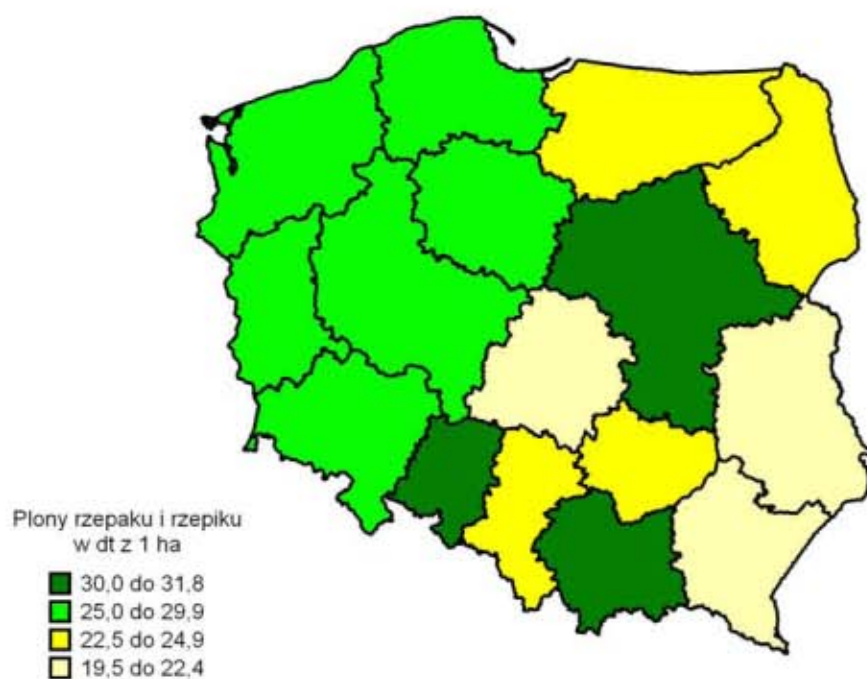 Plony rzepaku i rzepiku
w dt z 1 ha
30,0 do 31,8
25,0 do 29,9
22,5 do 24,9
19,5 do 22,4